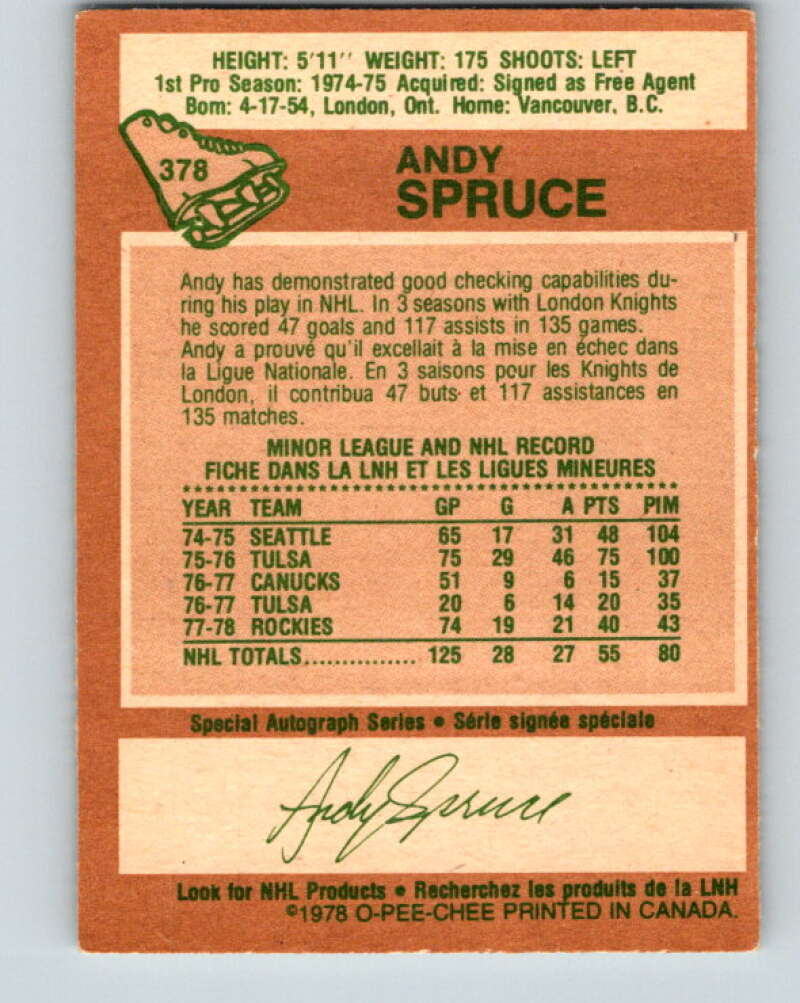 HEIGHT: 5'11'' WEIGHT: 175 SHOOTS: LEFT
1st Pro Season: 1974-75 Acquired: Signed as Free Agent
Born: 4-17-54, London, Ont. Home: Vancouver, B.C.
378
ANDY
SPRUCE
Andy has demonstrated good checking capabilities du-
ring his play in NHL. In 3 seasons with London Knights
he scored 47 goals and 117 assists in 135 games.
Andy a prouvé qu'il excellait à la mise en échec dans
la Ligue Nationale. En 3 saisons pour les Knights de
London, il contribua 47 buts et 117 assistances en
135 matches.
MINOR LEAGUE AND NHL RECORD
FICHE DANS LA LNH ET LES LIGUES MINEURES
YEAR TEAM GP G A PTS PIM
74-75 SEATTLE 65 17 31 48 104
75-76 TULSA 75 29 46 75 100
76-77 CANUCKS 51 9 6 15 37
76-77 TULSA 20 6 14 20 35
77-78 ROCKIES 74 19 21 40 43
NHL TOTALS................ 125 28 27 55 80
Special Autograph Series • Série signée spéciale
Andy Spruce
Look for NHL Products • Recherchez les produits de la LNH
©1978 O-PEE-CHEE PRINTED IN CANADA.